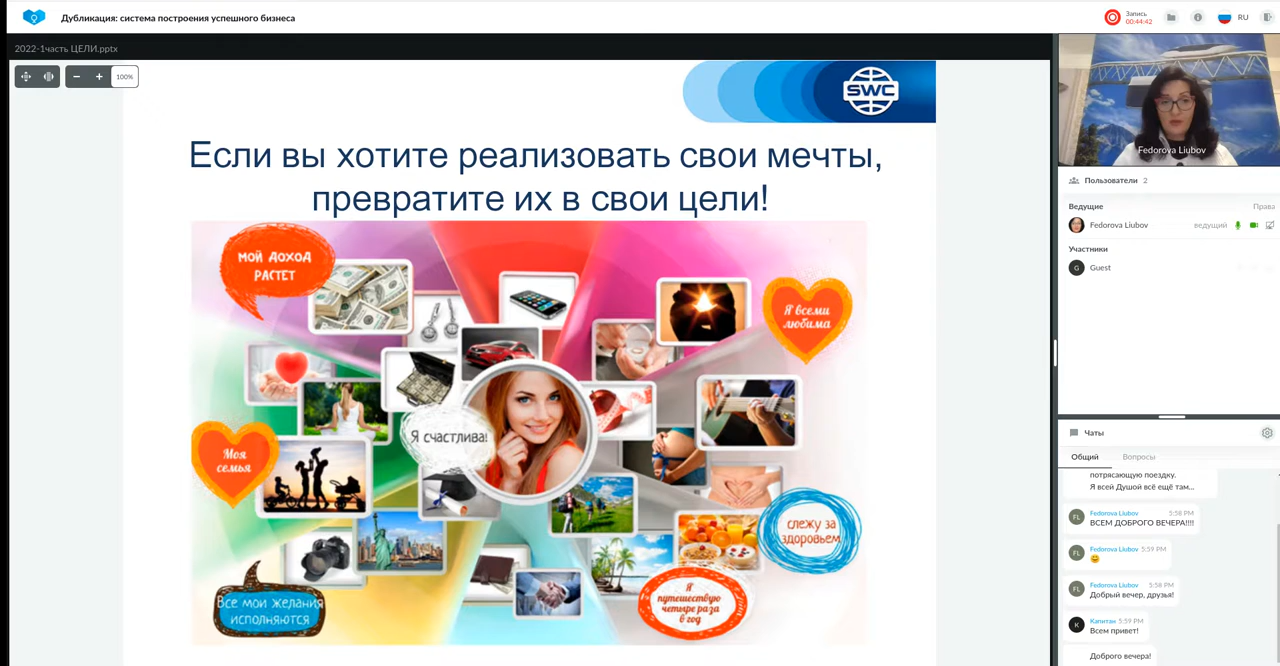 Дубликация: система построения успешного бизнеса
Запись
00:44:42
RU
2022-1часть ЦЕЛИ.pptx
100%
SWC
Если вы хотите реализовать свои мечты,
превратите их в свои цели!
МОЙ ДОХОД
РАСТЕТ
Я всеми
любима
Я счастлива!
Моя
семья
слежу за
здоровьем
Все мои желания
исполняются
Я
путешествую
четыре раза
в год
Fedorova Liubov
Пользователи 2
Ведущие Права
Fedorova Liubov ведущий
Участники
G Guest
Чаты
Общий Вопросы
потрясающую поездку.
Я всей Душой всё ещё там...
FL Fedorova Liubov 5:58 PM
ВСЕМ ДОБРОГО ВЕЧЕРА!!!!
FL Fedorova Liubov 5:59 PM
😊
FL Fedorova Liubov 5:58 PM
Добрый вечер, друзья!
К Капитан 5:59 PM
Всем привет!
Доброго вечера!